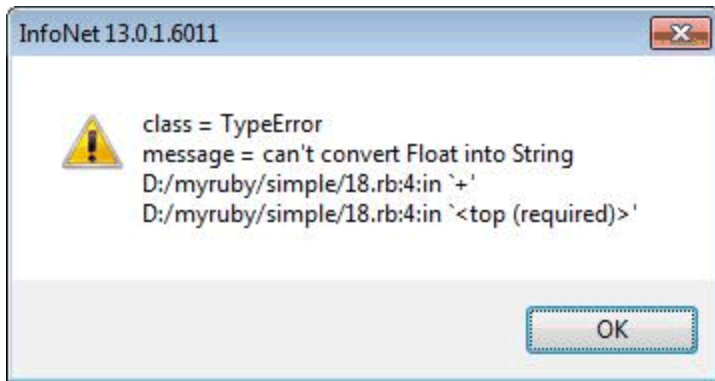 InfoNet 13.0.1.6011
class = TypeError
message = can't convert Float into String
D:/myruby/simple/18.rb:4:in `+'
D:/myruby/simple/18.rb:4:in `<top (required)>'
OK